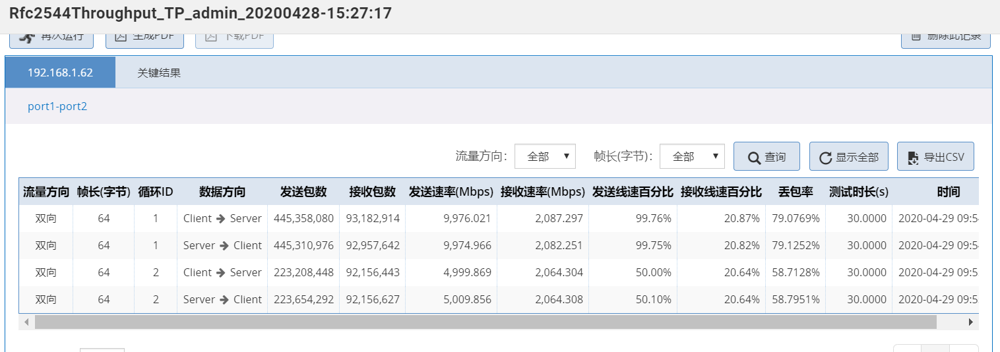 Rfc2544Throughput_TP_admin_20200428-15:27:17
再次运行 生成PDF 下载PDF 删除此记录
192.168.1.62 关键结果
port1-port2
流量方向: 全部 帧长(字节): 全部 查询 显示全部 导出CSV
流量方向 帧长(字节) 循环ID 数据方向 发送包数 接收包数 发送速率(Mbps) 接收速率(Mbps) 发送线速百分比 接收线速百分比 丢包率 测试时长(s) 时间
双向 64 1 Client → Server 445,358,080 93,182,914 9,976.021 2,087.297 99.76% 20.87% 79.0769% 30.0000 2020-04-29 09:54
双向 64 1 Server → Client 445,310,976 92,957,642 9,974.966 2,082.251 99.75% 20.82% 79.1252% 30.0000 2020-04-29 09:54
双向 64 2 Client → Server 223,208,448 92,156,443 4,999.869 2,064.304 50.00% 20.64% 58.7128% 30.0000 2020-04-29 09:5
双向 64 2 Server → Client 223,654,292 92,156,627 5,009.856 2,064.308 50.10% 20.64% 58.7951% 30.0000 2020-04-29 09:5